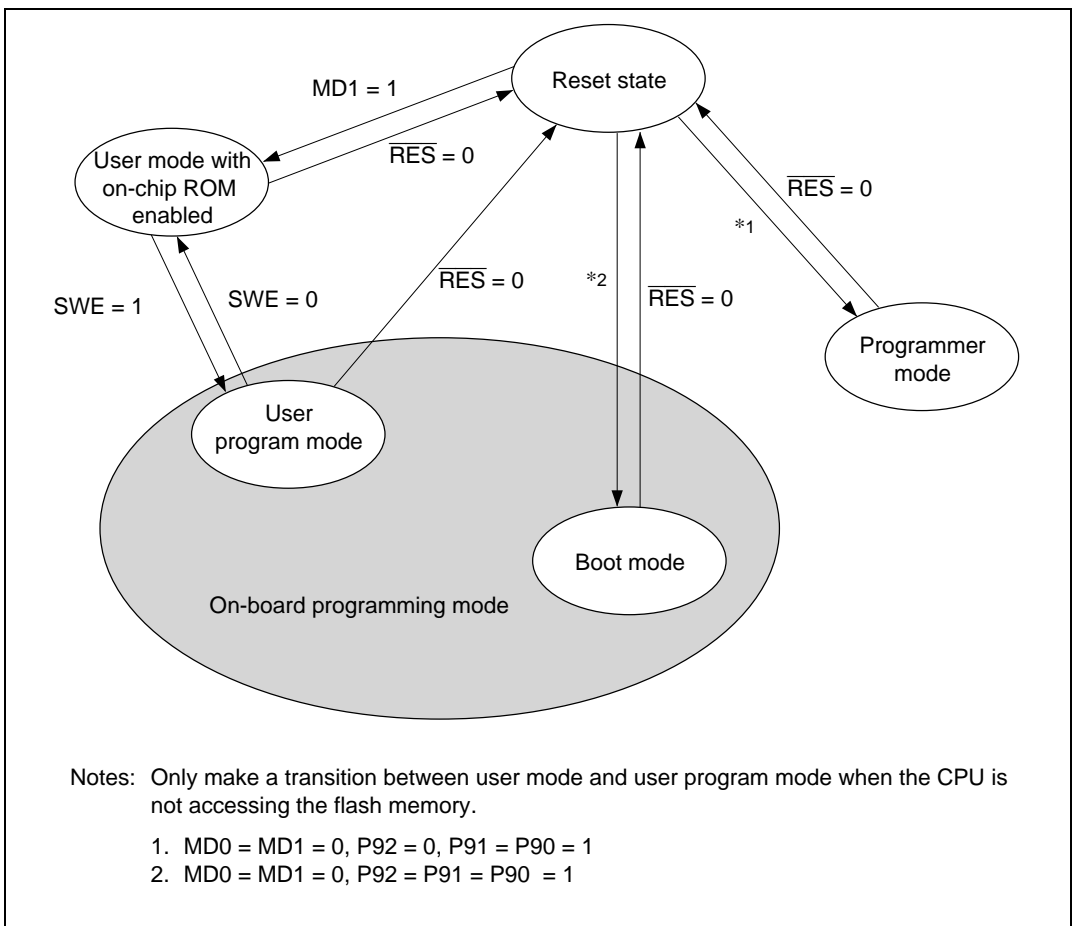 Reset state
MD1 = 1
RES = 0
User mode with
on-chip ROM
enabled
RES = 0
*1
SWE = 1
SWE = 0
RES = 0
*2
RES = 0
Programmer
mode
User
program mode
Boot mode
On-board programming mode
Notes: Only make a transition between user mode and user program mode when the CPU is
not accessing the flash memory.
1. MD0 = MD1 = 0, P92 = 0, P91 = P90 = 1
2. MD0 = MD1 = 0, P92 = P91 = P90 = 1